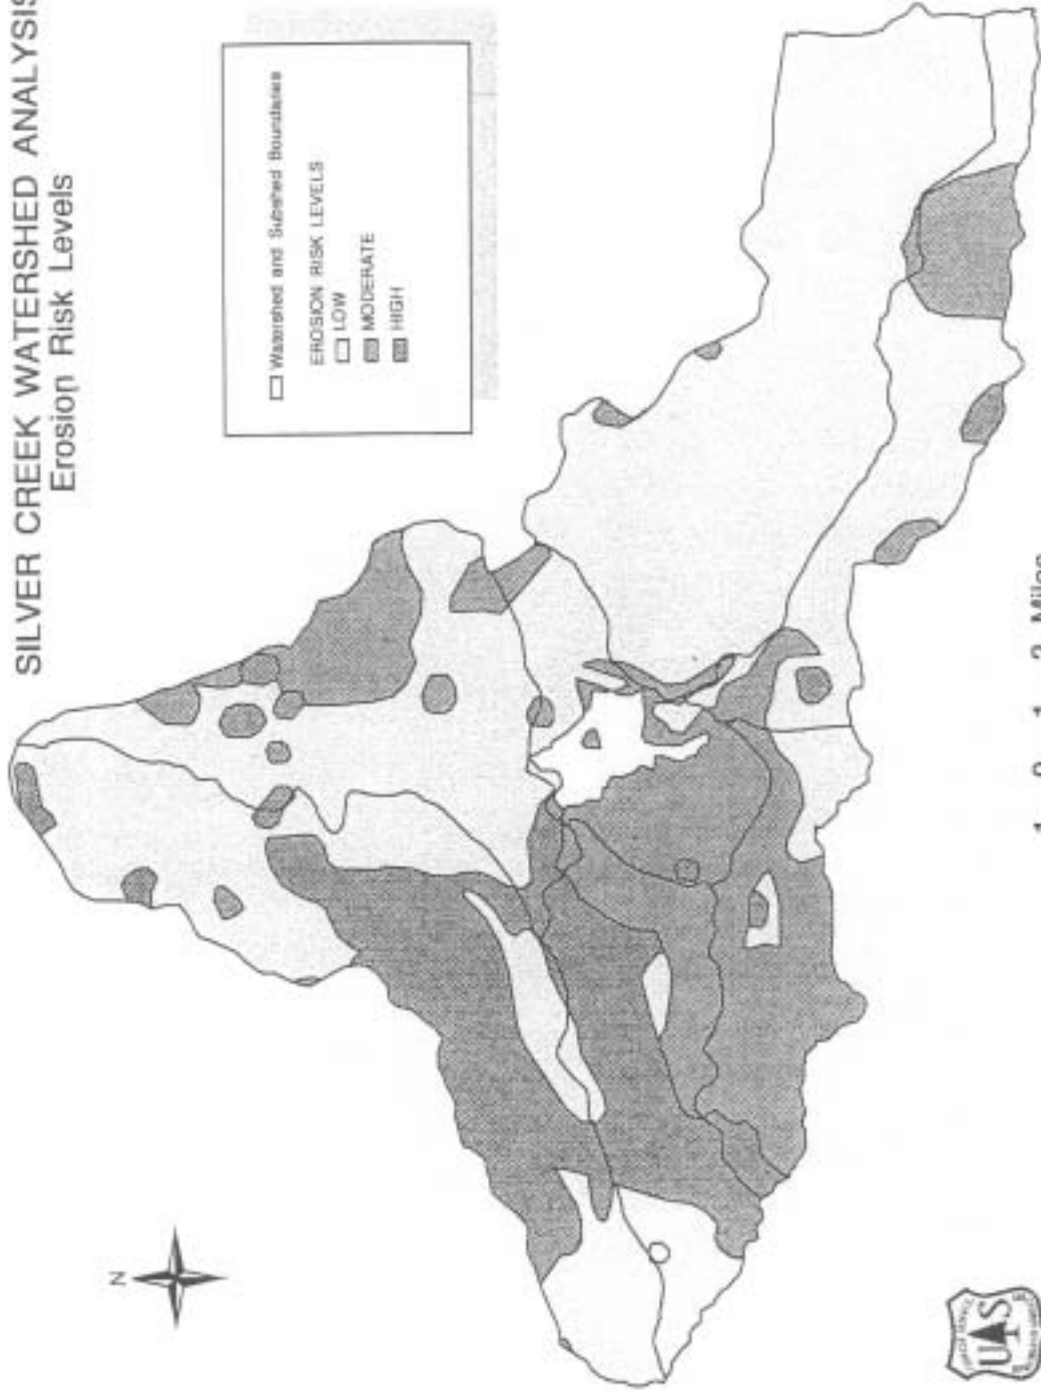 SILVER CREEK WATERSHED ANALYSIS
Erosion Risk Levels
Watershed and Subshed Boundaries
EROSION RISK LEVELS
LOW
MODERATE
HIGH
N
1 0 1 2 Miles
UAS